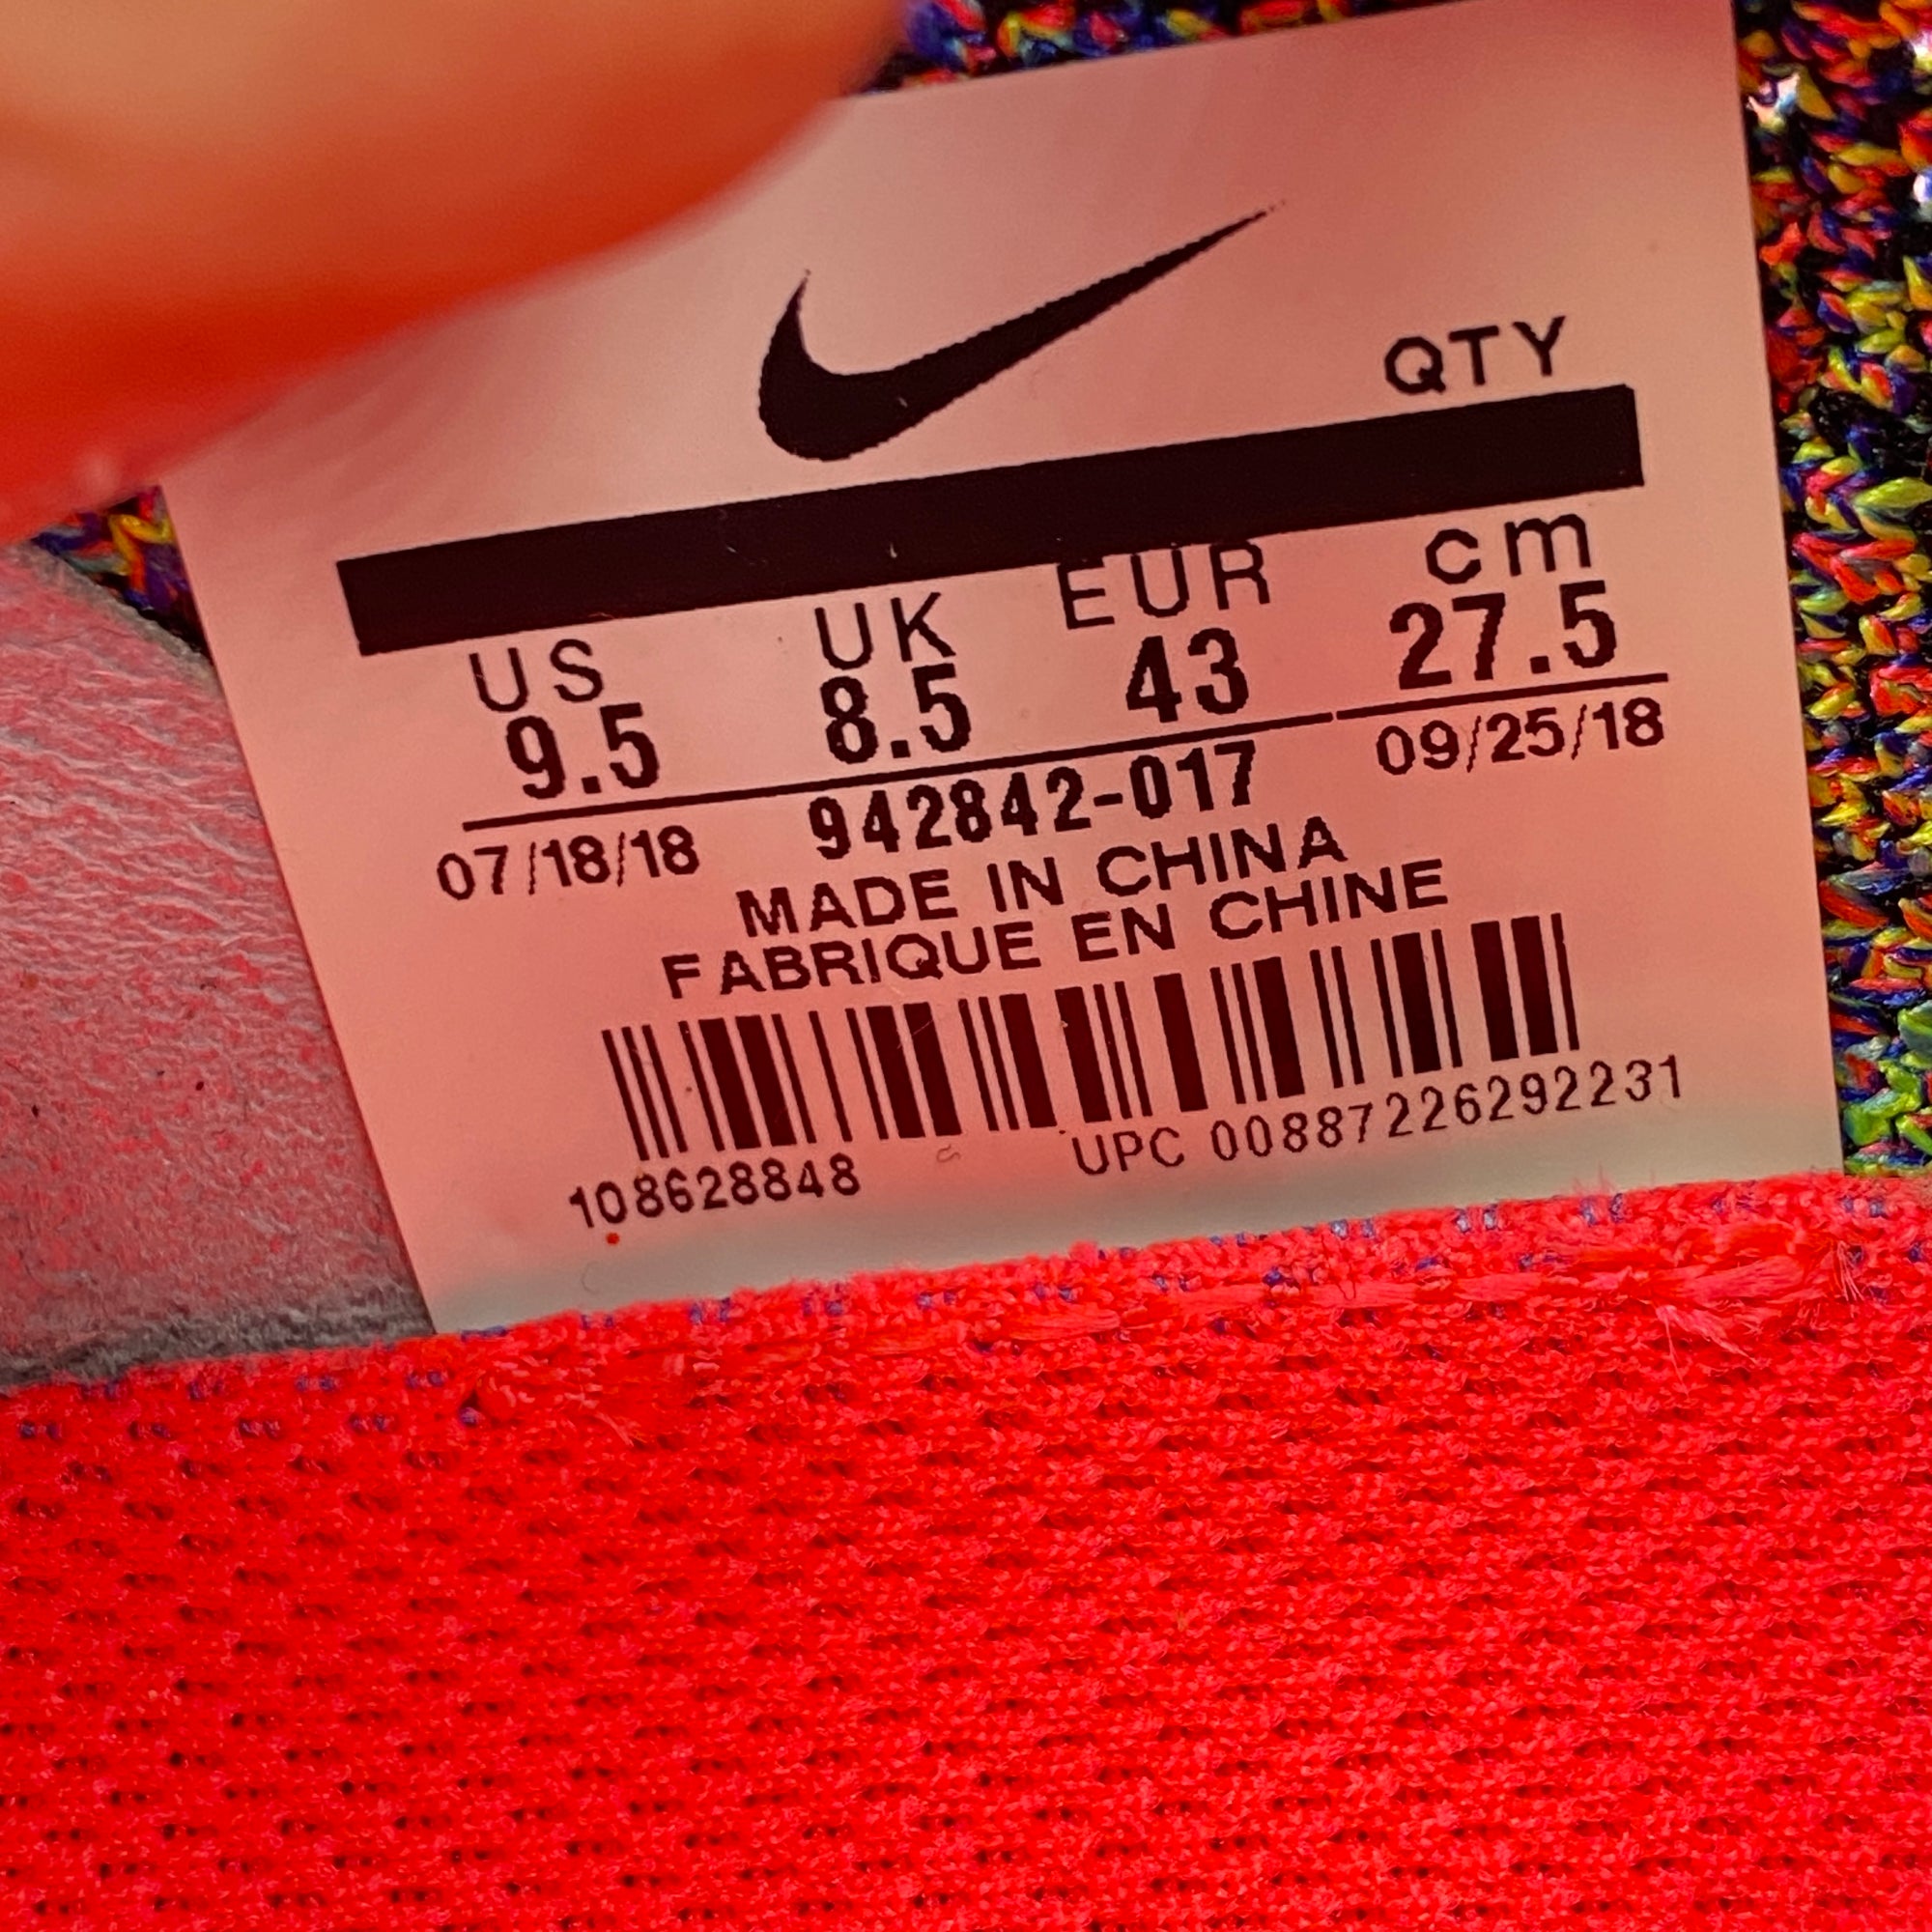 QTY
US UK EUR cm
9.5 8.5 43 27.5
07/18/18 942842-017 09/25/18
MADE IN CHINA
FABRIQUE EN CHINE
108628848 UPC 00887226292231